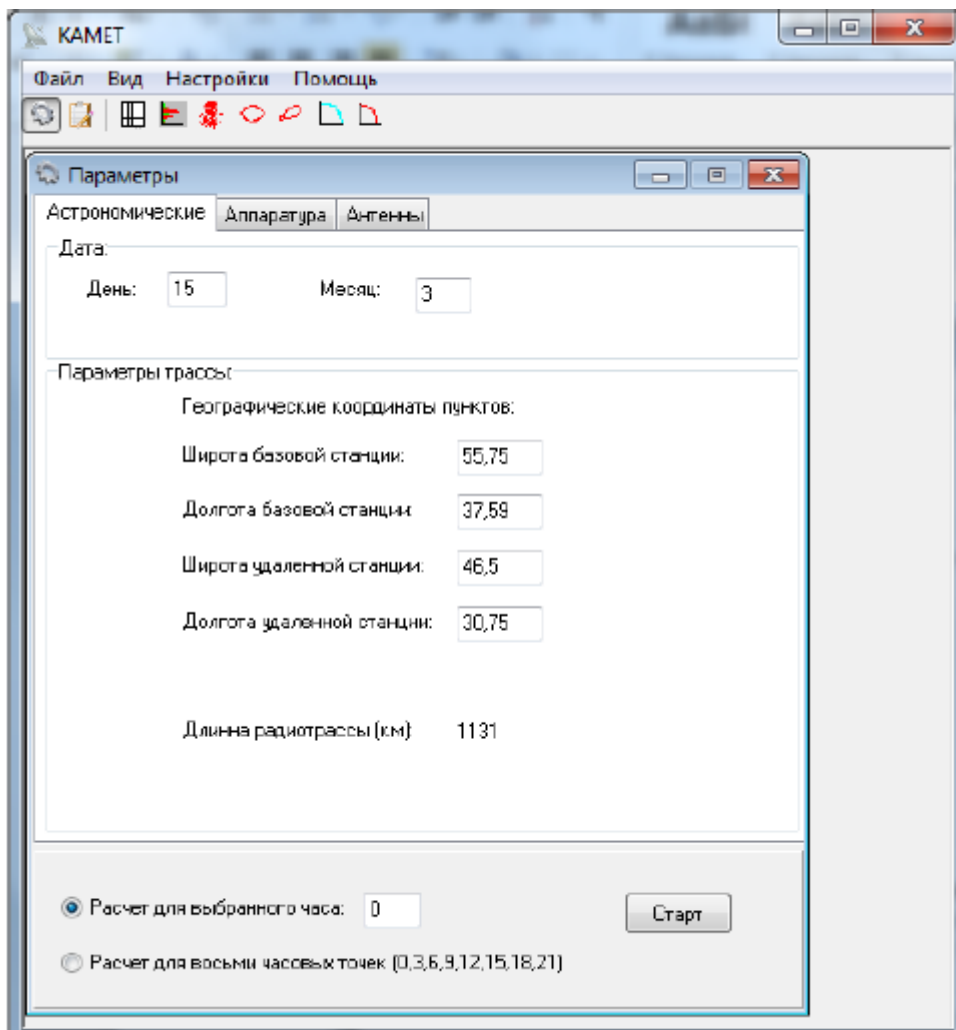 KAMET
Файл Вид Настройки Помощь
Параметры
Астрономические Аппаратура Антенны
Дата:
День: 15 Месяц: 3
Параметры трассы:
Географические координаты пунктов:
Широта базовой станции: 55,75
Долгота базовой станции: 37,59
Широта удаленной станции: 46,5
Долгота удаленной станции: 30,75
Длинна радиотрассы (км): 1131
Расчет для выбранного часа: 0
Старт
Расчет для восьми часовых точек (0,3,6,9,12,15,18,21)